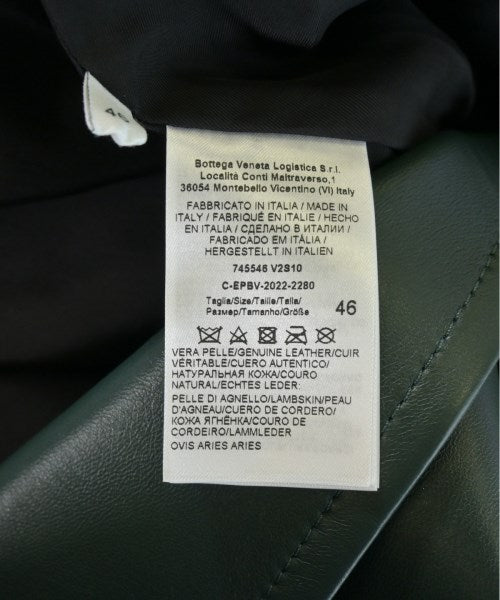 46
Bottega Veneta Logistica S.r.l.
Località Conti Maltraverso,1
36054 Montebello Vicentino (VI) Italy
FABBRICATO IN ITALIA / MADE IN
ITALY / FABRIQUÉ EN ITALIE / HECHO
EN ITALIA / СДЕЛАНО В ИТАЛИИ /
FABRICADO EM ITÀLIA /
HERGESTELLT IN ITALIEN
745546 V2S10
C-EPBV-2022-2280
Taglia/Size/Taille/Talla/
Размер/Tamanho/Größe 46
VERA PELLE/GENUINE LEATHER/CUIR
VÉRITABLE/CUERO AUTENTICO/
НАТУРАЛЬНАЯ КОЖА/COURO
NATURAL/ECHTES LEDER:
PELLE DI AGNELLO/LAMBSKIN/PEAU
D'AGNEAU/CUERO DE CORDERO/
КОЖА ЯГНЁНКА/COURO DE
CORDEIRO/LAMMLEDER
OVIS ARIES ARIES